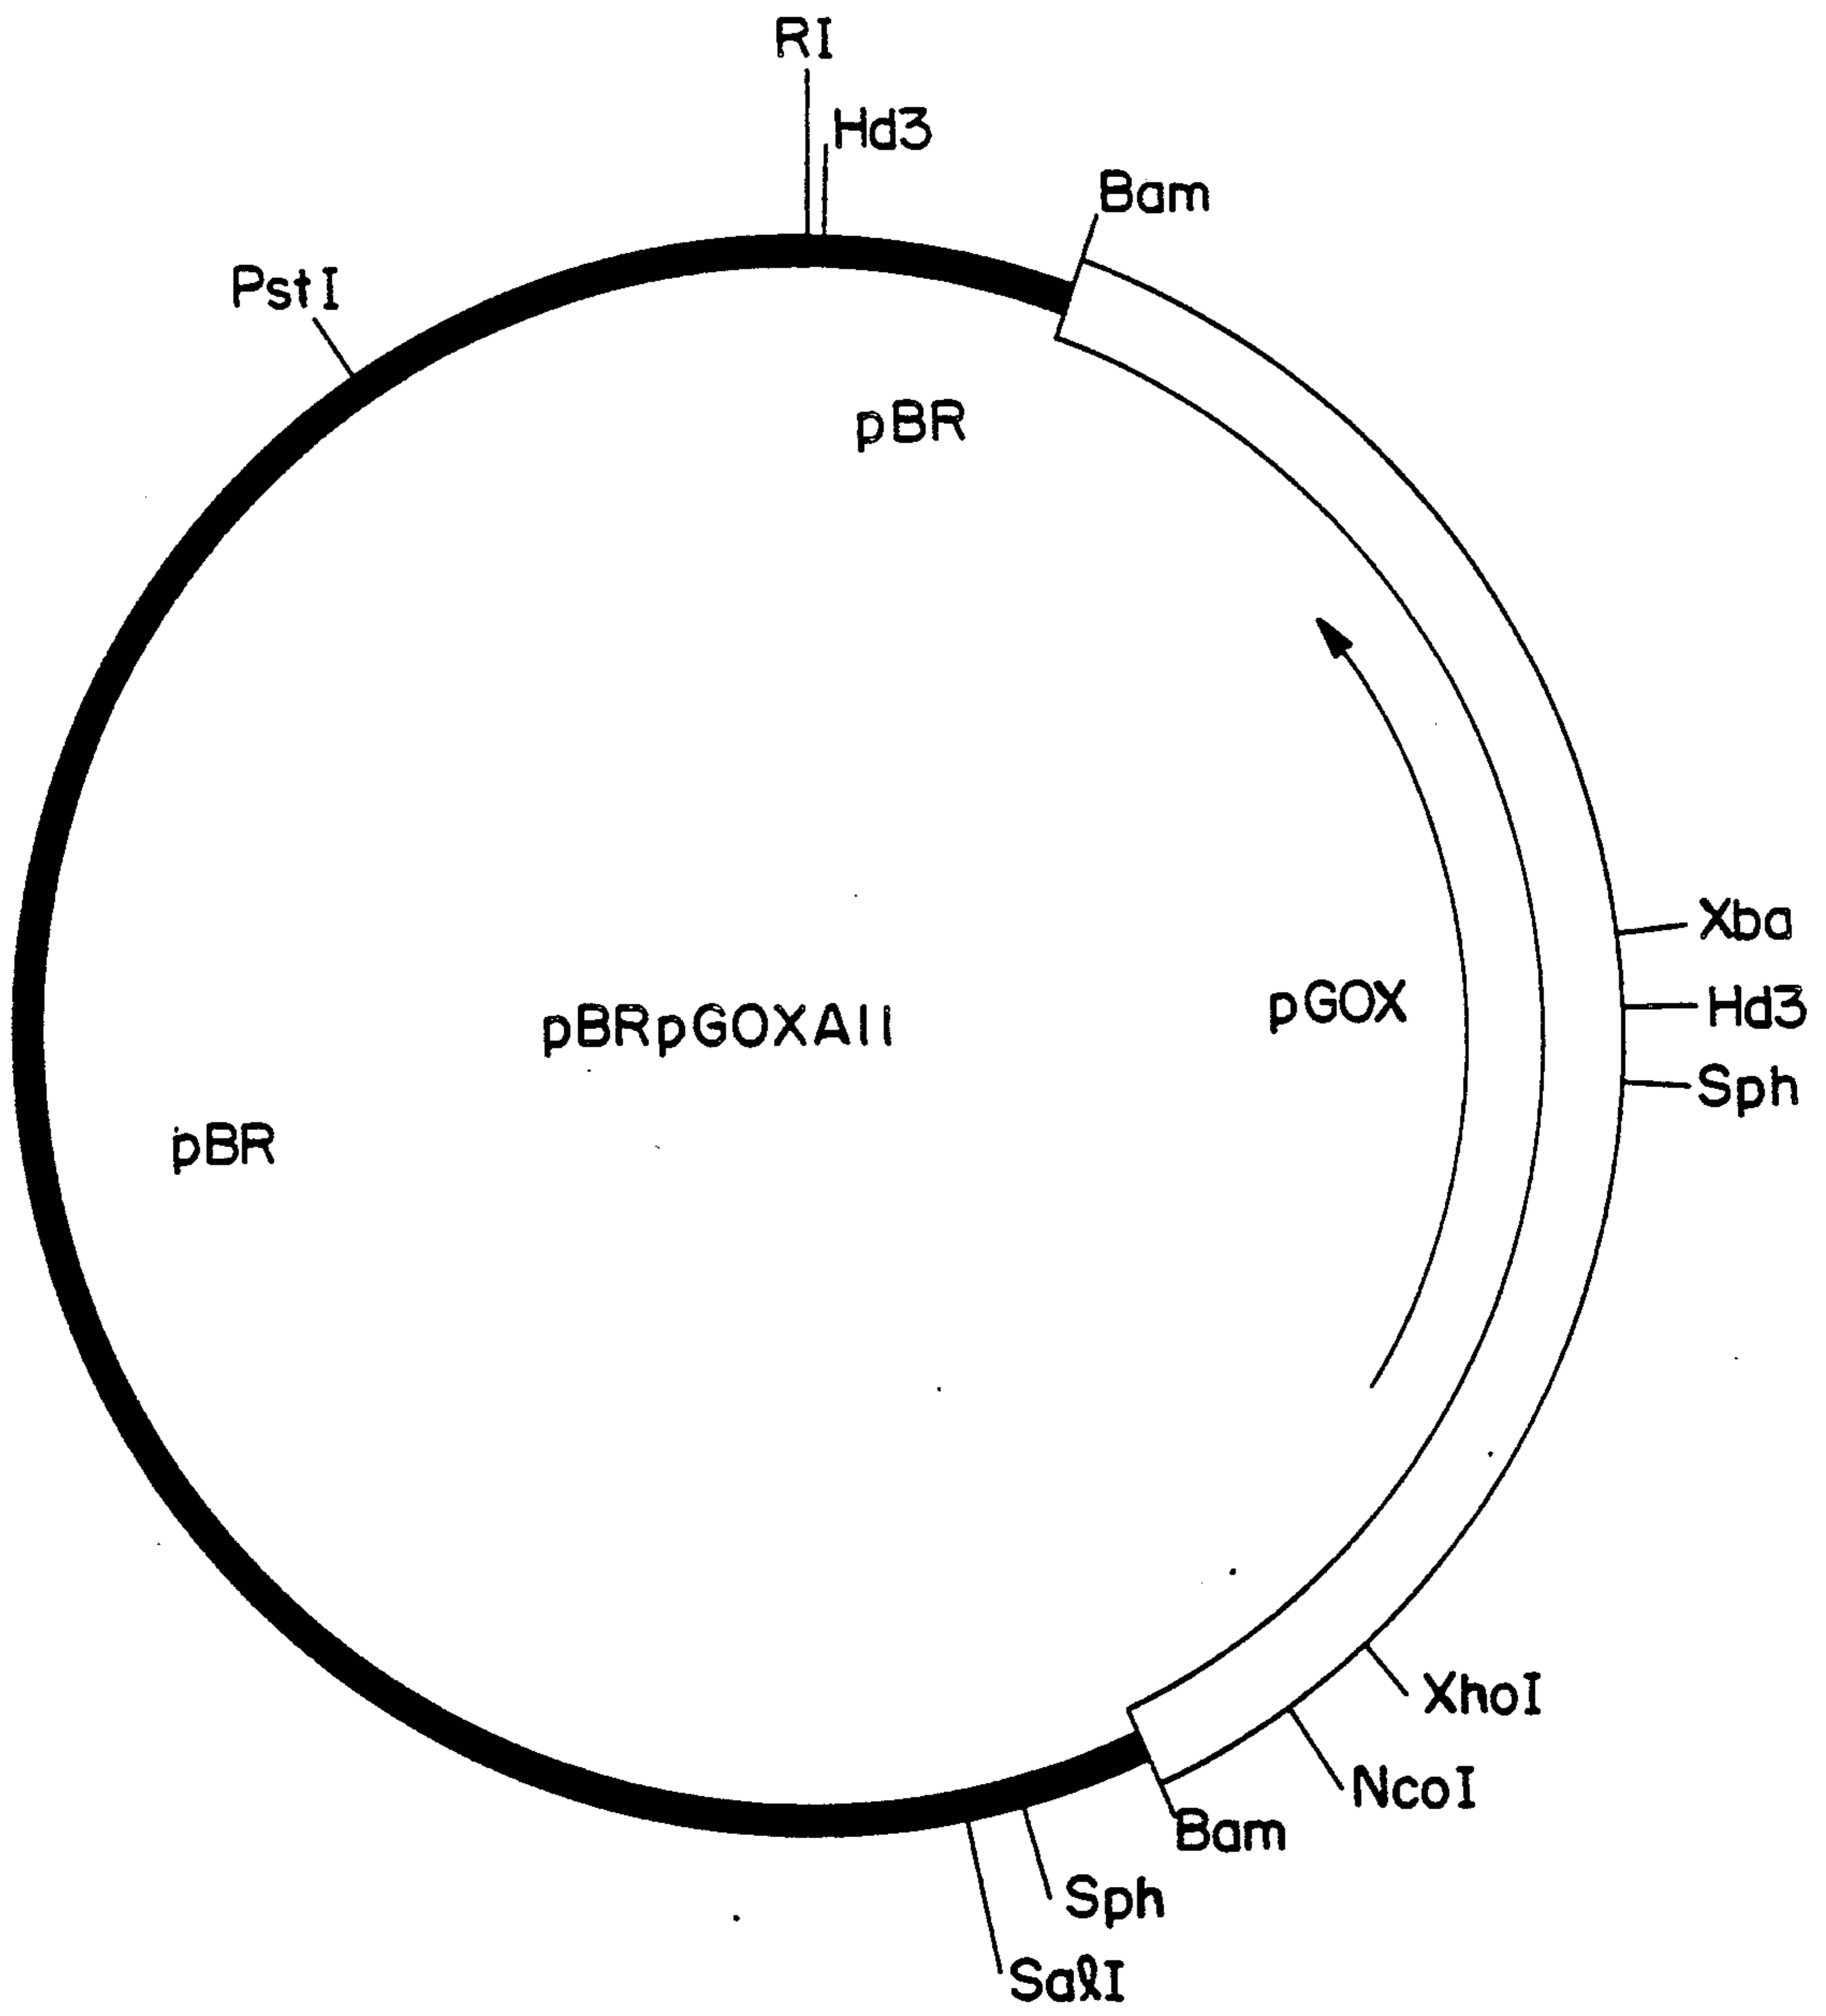 RI
Hd3
Bam
PstI
pBR
Xba
pGOX
Hd3
pBRpGOXA11
Sph
pBR
XhoI
NcoI
Bam
Sph
SalI